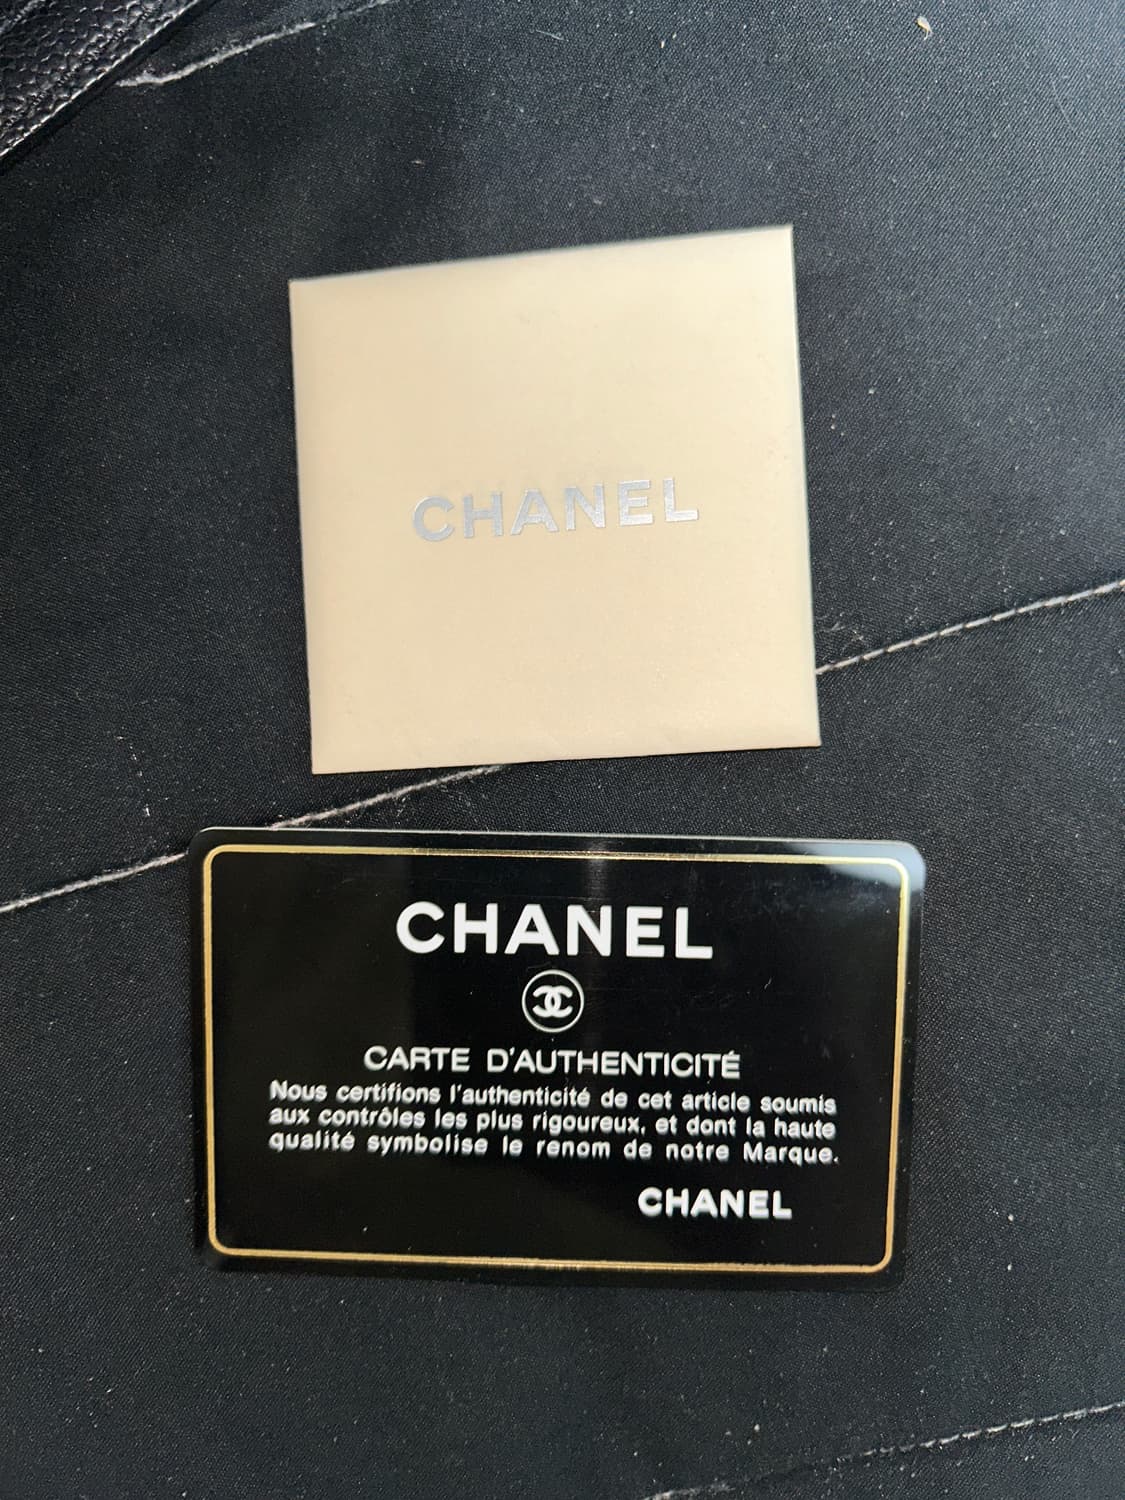 CHANEL
CHANEL
CARTE D'AUTHENTICITÉ
Nous certifions l'authenticité de cet article soumis
aux contrôles les plus rigoureux, et dont la haute
qualité symbolise le renom de notre Marque.
CHANEL